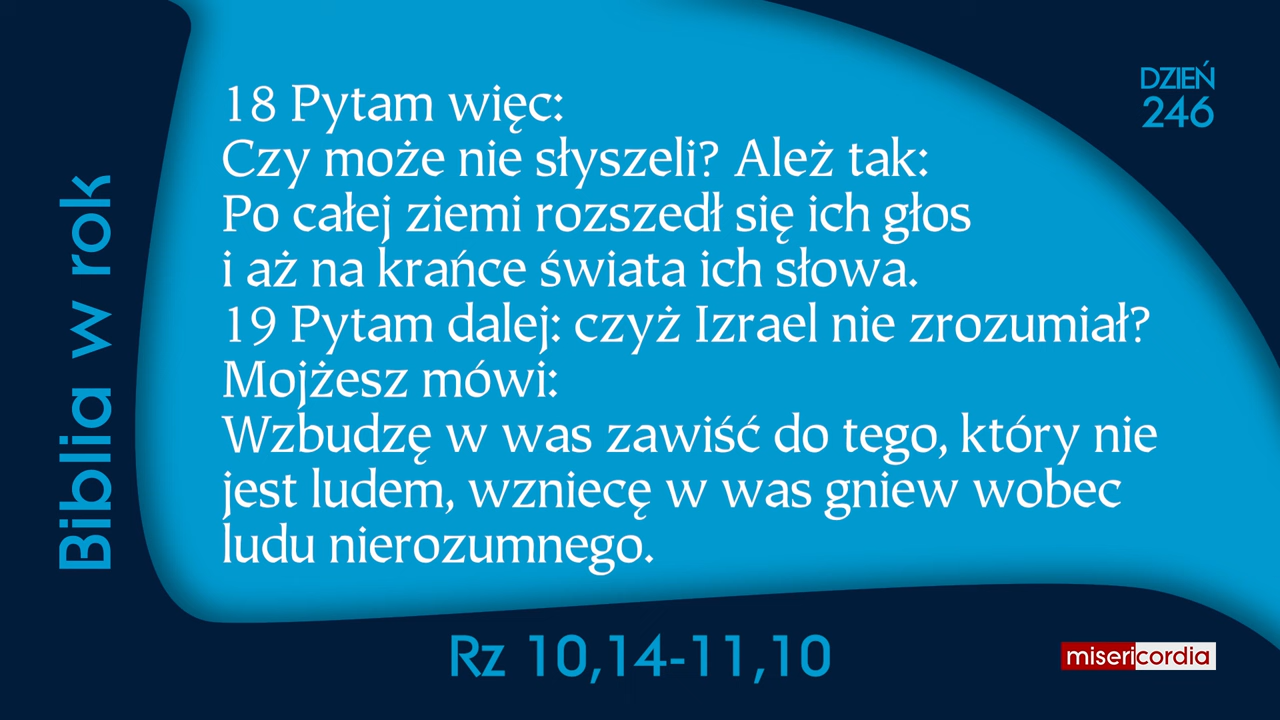 DZIEŃ
246
18 Pytam więc:
Czy może nie słyszeli? Ależ tak:
Po całej ziemi rozszedł się ich głos
i aż na krańce świata ich słowa.
19 Pytam dalej: czyż Izrael nie zrozumiał?
Mojżesz mówi:
Wzbudzę w was zawiść do tego, który nie
jest ludem, wzniecę w was gniew wobec
ludu nierozumnego.
Biblia w rok
Rz 10,14-11,10
misericordia